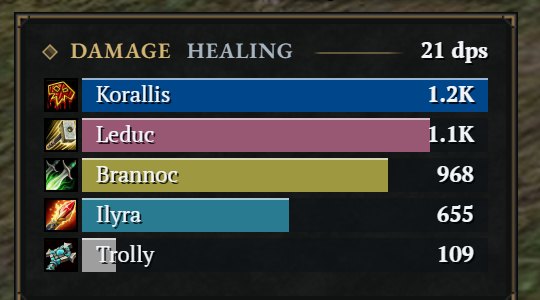 DAMAGE HEALING 21 dps
Korallis 1.2K
Leduc 1.1K
Brannoc 968
Ilyra 655
Trolly 109